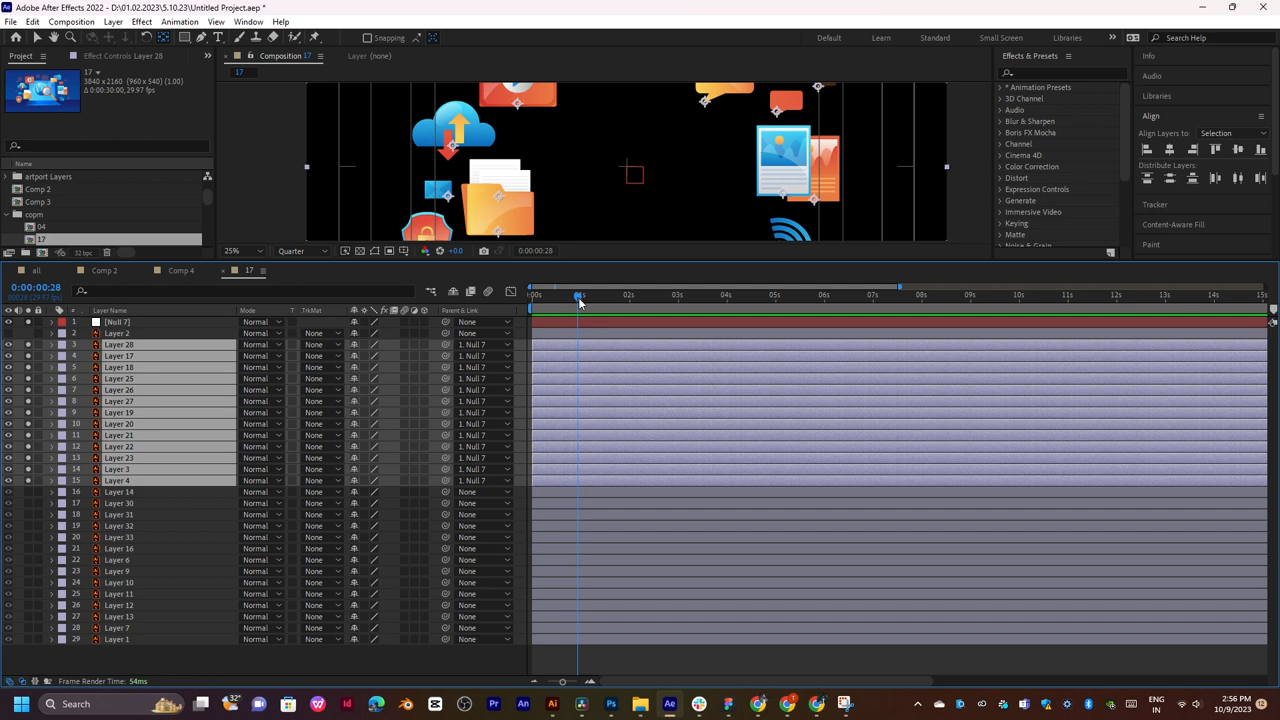 Adobe After Effects 2022 - D:\01.02.2023\5.10.23\Untitled Project.aep *
File Edit Composition Layer Effect Animation View Window Help
Snapping Default Learn Standard Small Screen Libraries Search Help
Project Effect Controls Layer 28 Composition 17 Layer (none) Effects & Presets Info
17
3840 x 2160 (960 x 540) (1.00)
Δ 0:00:30:00, 29.97 fps
17
* Animation Presets
3D Channel
Audio
Blur & Sharpen
Boris FX Mocha
Channel
Cinema 4D
Color Correction
Distort
Expression Controls
Generate
Immersive Video
Keying
Matte
Noise & Grain
Audio
Libraries
Align
Align Layers to: Selection
Distribute Layers:
Tracker
Content-Aware Fill
Paint
Name
artport Layers
Comp 2
Comp 3
com
04
17
32 bpc
25% Quarter +0.0 0:00:00:28
all Comp 2 Comp 4 17
0:00:00:28
00028 (29.97 fps)
# Layer Name Mode T .TrkMat Parent & Link
:00s 01s 02s 03s 04s 05s 06s 07s 08s 09s 10s 11s 12s 13s 14s 15s
1 [Null 7] Normal None
2 Layer 2 Normal None None
3 Layer 28 Normal None 1. Null 7
4 Layer 17 Normal None 1. Null 7
5 Layer 18 Normal None 1. Null 7
6 Layer 25 Normal None 1. Null 7
7 Layer 26 Normal None 1. Null 7
8 Layer 27 Normal None 1. Null 7
9 Layer 19 Normal None 1. Null 7
10 Layer 20 Normal None 1. Null 7
11 Layer 21 Normal None 1. Null 7
12 Layer 22 Normal None 1. Null 7
13 Layer 23 Normal None 1. Null 7
14 Layer 3 Normal None 1. Null 7
15 Layer 4 Normal None 1. Null 7
16 Layer 14 Normal None None
17 Layer 30 Normal None None
18 Layer 31 Normal None None
19 Layer 32 Normal None None
20 Layer 33 Normal None None
21 Layer 16 Normal None None
22 Layer 6 Normal None None
23 Layer 9 Normal None None
24 Layer 10 Normal None None
25 Layer 11 Normal None None
26 Layer 12 Normal None None
27 Layer 13 Normal None None
28 Layer 7 Normal None None
29 Layer 1 Normal None None
Frame Render Time: 54ms
Search 32° ENG 2:56 PM
IN 10/9/2023